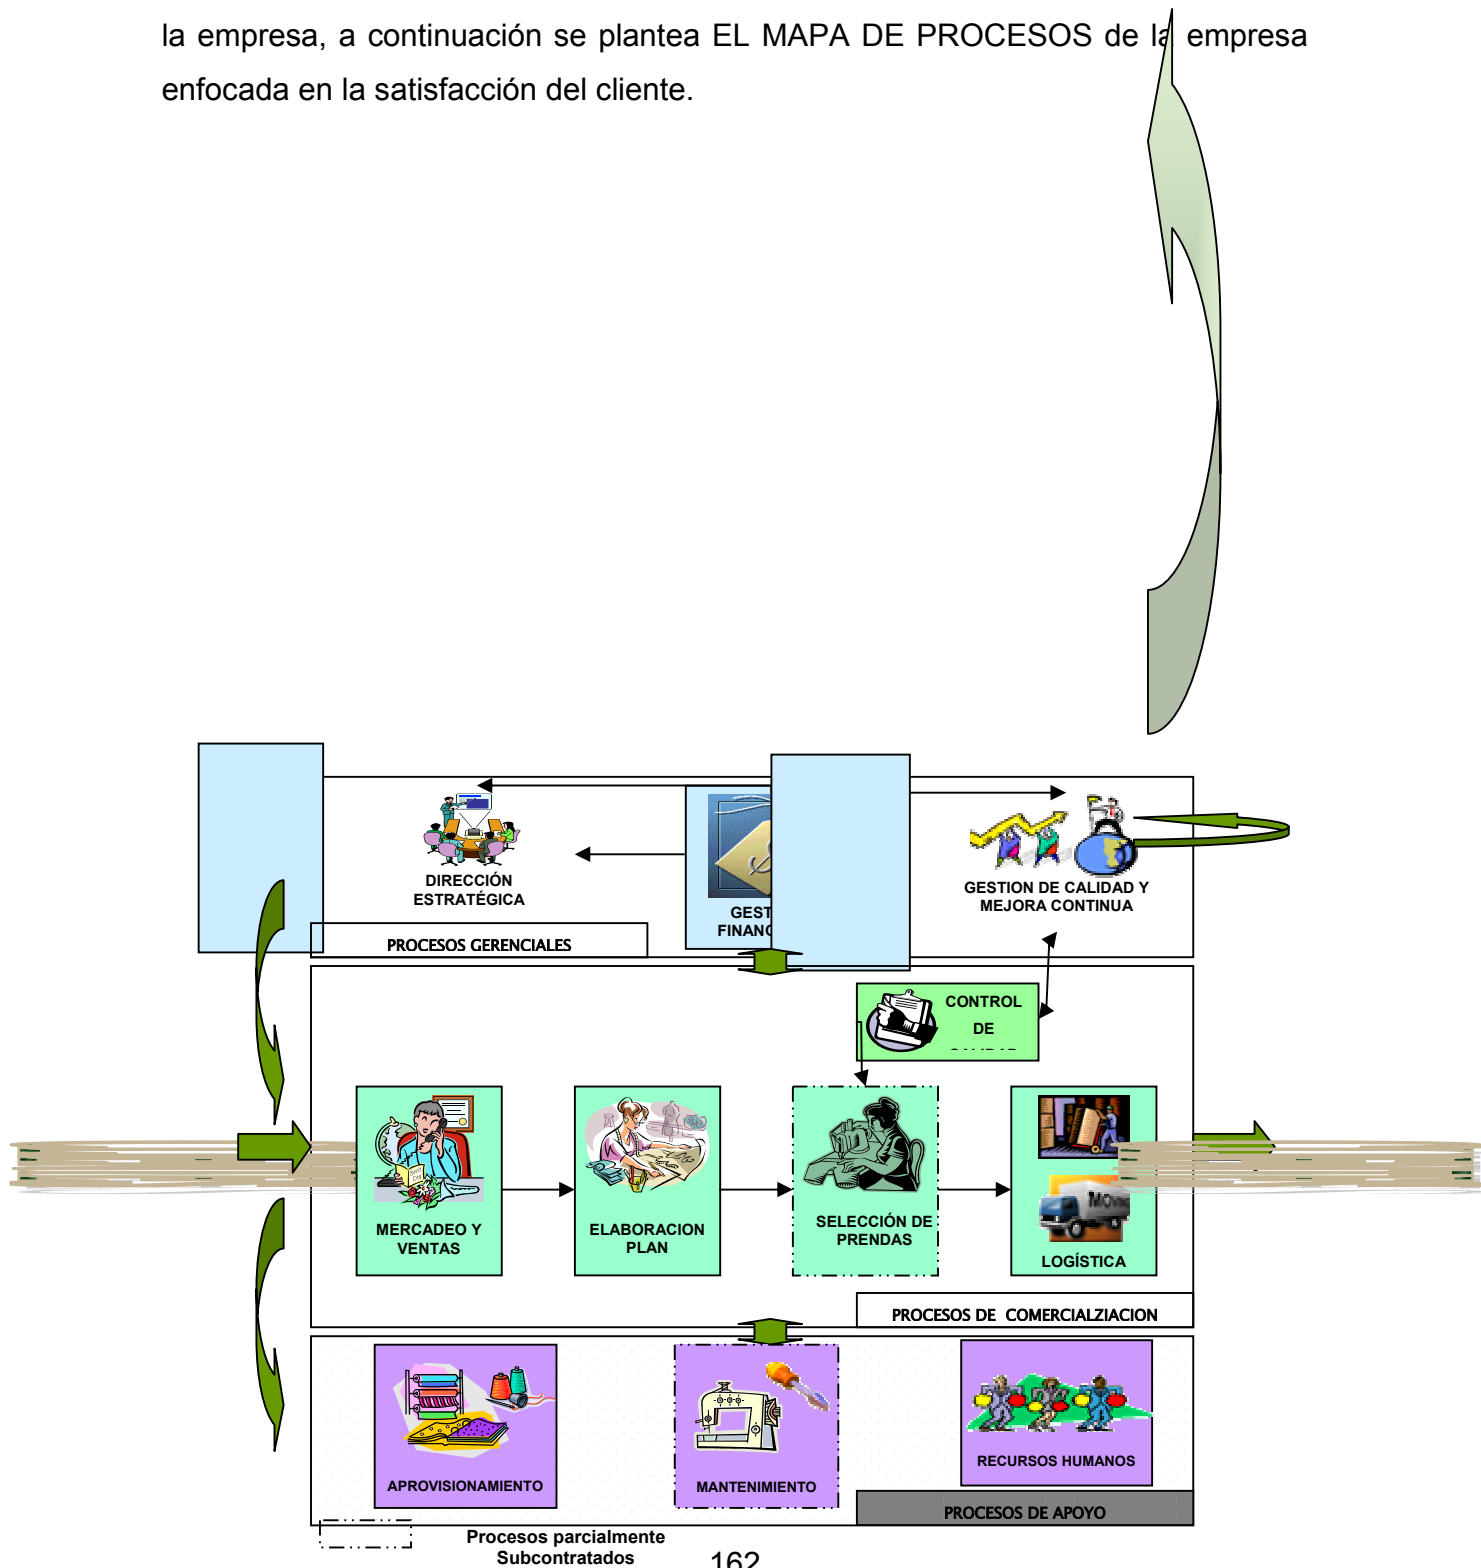 la empresa, a continuación se plantea EL MAPA DE PROCESOS de la empresa
enfocada en la satisfacción del cliente.
DIRECCIÓN
ESTRATÉGICA
GEST
FINANC
GESTION DE CALIDAD Y
MEJORA CONTINUA
PROCESOS GERENCIALES
CONTROL
DE
MERCADEO Y
VENTAS
ELABORACION
PLAN
SELECCIÓN DE
PRENDAS
MOVING
LOGÍSTICA
PROCESOS DE COMERCIALZIACION
APROVISIONAMIENTO
MANTENIMIENTO
RECURSOS HUMANOS
PROCESOS DE APOYO
Procesos parcialmente
Subcontratados
162